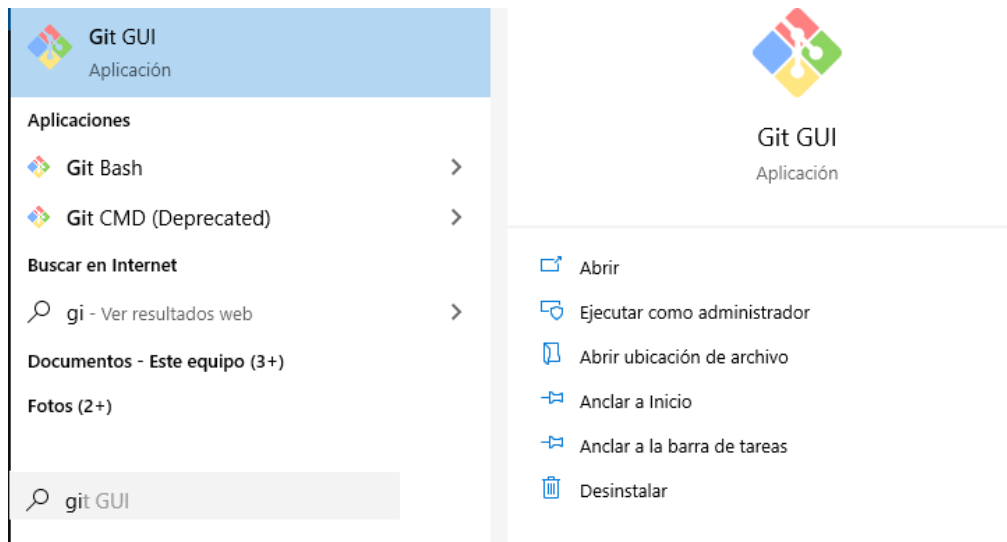 Git GUI
Aplicación
Aplicaciones
Git Bash
Git CMD (Deprecated)
Buscar en Internet
gi - Ver resultados web
Documentos - Este equipo (3+)
Fotos (2+)
git GUI
Git GUI
Aplicación
Abrir
Ejecutar como administrador
Abrir ubicación de archivo
Anclar a Inicio
Anclar a la barra de tareas
Desinstalar